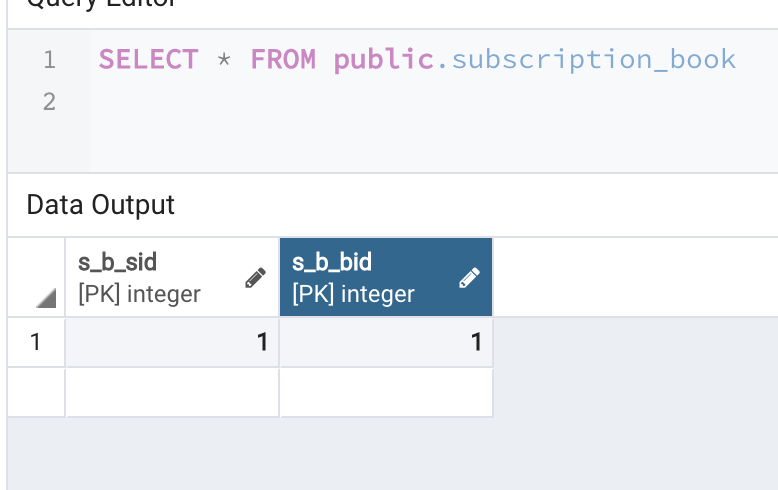 Query Editor
1 SELECT * FROM public.subscription_book
2
Data Output
s_b_sid s_b_bid
[PK] integer [PK] integer
1 1 1